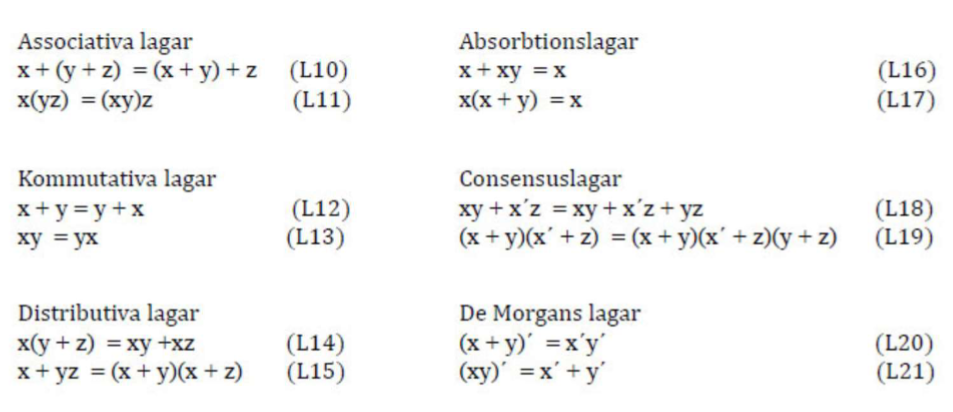 Associativa lagar
x + (y + z) = (x + y) + z (L10)
x(yz) = (xy)z (L11)
Kommutativa lagar
x + y = y + x (L12)
xy = yx (L13)
Distributiva lagar
x(y + z) = xy +xz (L14)
x + yz = (x + y)(x + z) (L15)
Absorbtionslagar
x + xy = x (L16)
x(x + y) = x (L17)
Consensuslagar
xy + x´z = xy + x´z + yz (L18)
(x + y)(x´ + z) = (x + y)(x´ + z)(y + z) (L19)
De Morgans lagar
(x + y)´ = x´y´ (L20)
(xy)´ = x´ + y´ (L21)